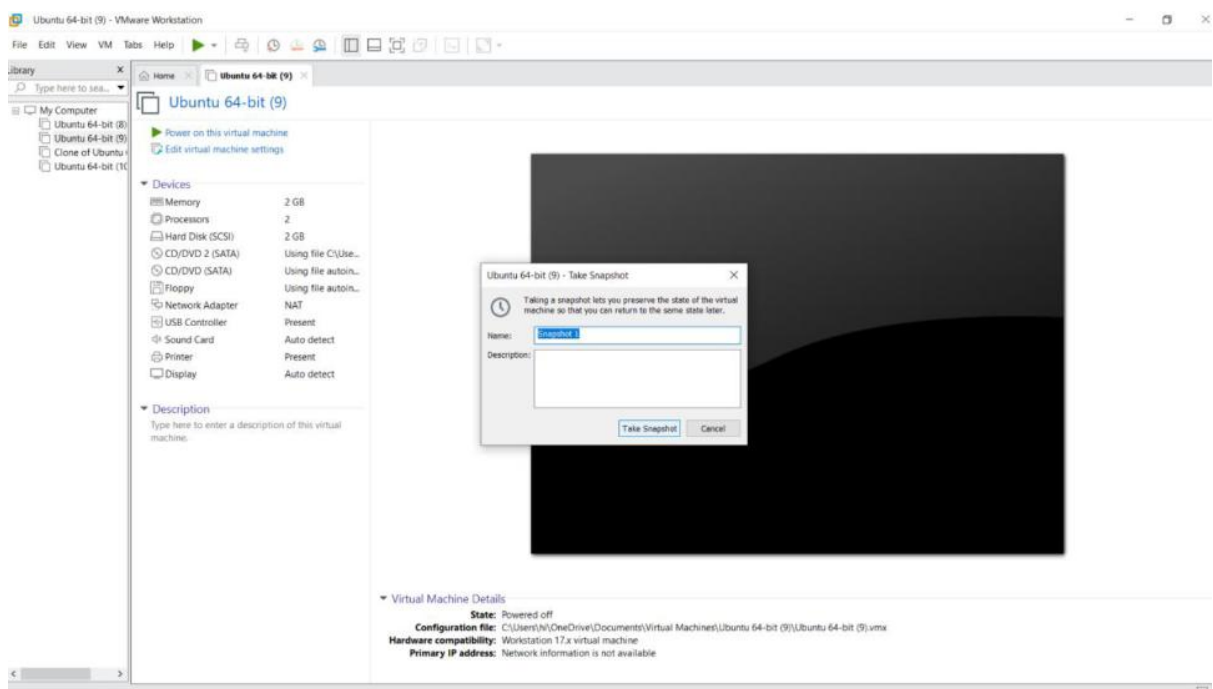 Ubuntu 64-bit (9) - VMware Workstation
File Edit View VM Tabs Help
Library
Type here to sea...
My Computer
Ubuntu 64-bit (8)
Ubuntu 64-bit (9)
Clone of Ubuntu
Ubuntu 64-bit (1
Home
Ubuntu 64-bit (9)
Ubuntu 64-bit (9)
Power on this virtual machine
Edit virtual machine settings
Devices
Memory 2 GB
Processors 2
Hard Disk (SCSI) 2 GB
CD/DVD 2 (SATA) Using file C:\Use...
CD/DVD (SATA) Using file autoin...
Floppy Using file autoin...
Network Adapter NAT
USB Controller Present
Sound Card Auto detect
Printer Present
Display Auto detect
Description
Type here to enter a description of this virtual
machine.
Ubuntu 64-bit (9) - Take Snapshot
Taking a snapshot lets you preserve the state of the virtual
machine so that you can return to the same state later.
Name: Snapshot 1
Description:
Take Snapshot Cancel
Virtual Machine Details
State: Powered off
Configuration file: C:\Users\hi\OneDrive\Documents\Virtual Machines\Ubuntu 64-bit (9)\Ubuntu 64-bit (9).vmx
Hardware compatibility: Workstation 17.x virtual machine
Primary IP address: Network information is not available